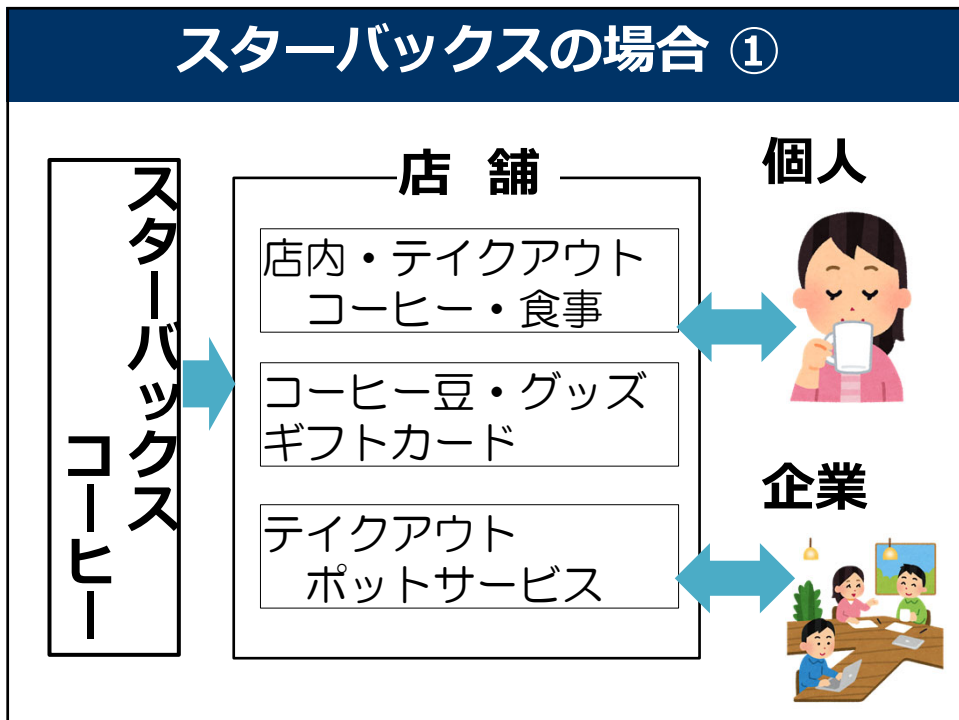 スターバックスの場合 ①
スターバックス
コーヒー
店 舗
店内・テイクアウト
コーヒー・食事
コーヒー豆・グッズ
ギフトカード
テイクアウト
ポットサービス
個人
企業